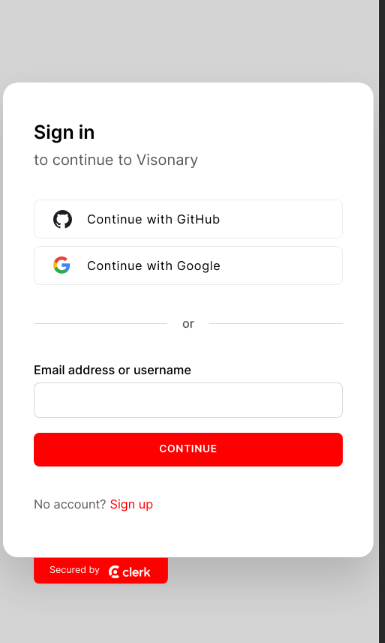 Sign in
to continue to Visonary
Continue with GitHub
Continue with Google
or
Email address or username
CONTINUE
No account? Sign up
Secured by clerk